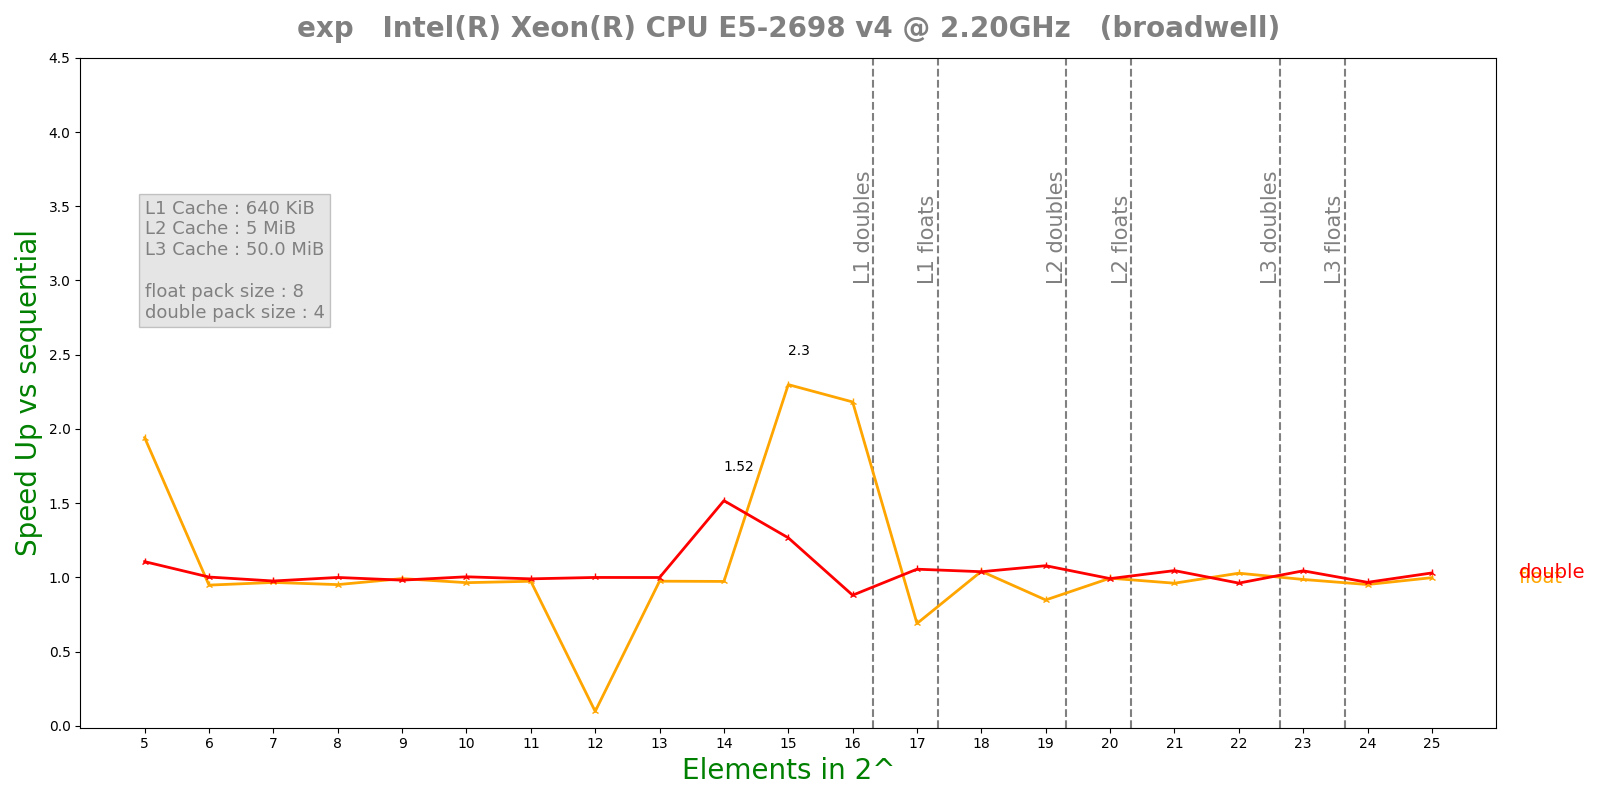 exp   Intel(R) Xeon(R) CPU E5-2698 v4 @ 2.20GHz   (broadwell)
Speed Up vs sequential
4.5
4.0
3.5
3.0
2.5
2.0
1.5
1.0
0.5
0.0
L1 Cache : 640 KiB
L2 Cache : 5 MiB
L3 Cache : 50.0 MiB
float pack size : 8
double pack size : 4
L1 doubles
L1 floats
L2 doubles
L2 floats
L3 doubles
L3 floats
2.3
1.52
double
float
5 6 7 8 9 10 11 12 13 14 15 16 17 18 19 20 21 22 23 24 25
Elements in 2^